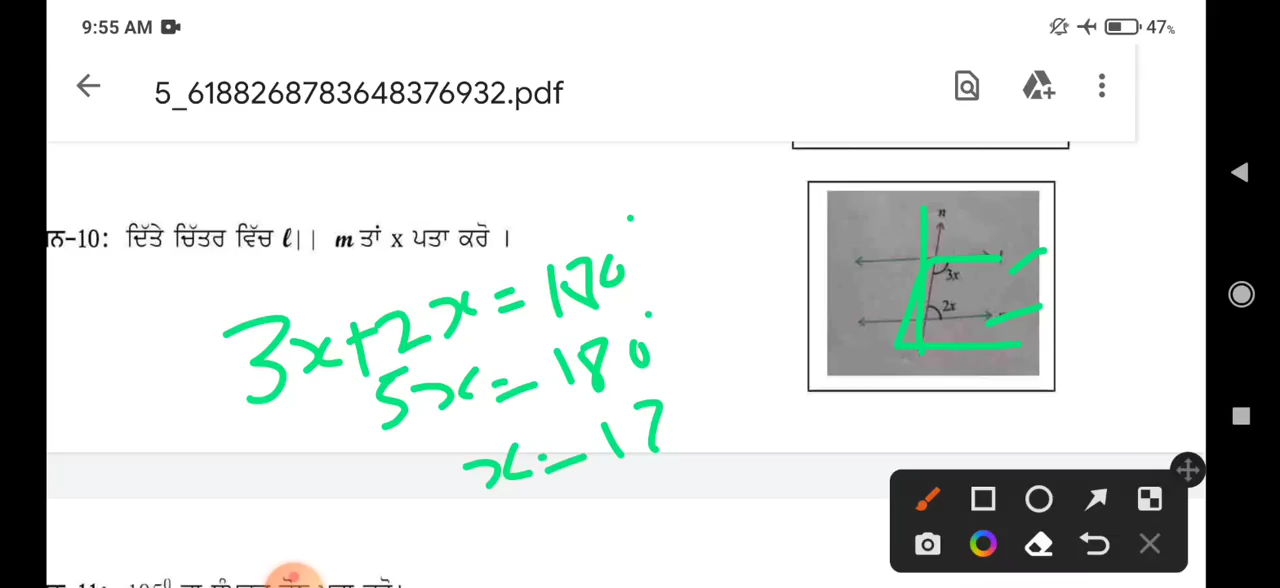 9:55 AM
47%
5_6188268783648376932.pdf
ਨ-10: ਦਿੱਤੇ ਚਿੱਤਰ ਵਿੱਚ ℓ|| m ਤਾਂ x ਪਤਾ ਕਰੋ ।
n
3x
2x
3x+2x=180°
5x=180°
x=17